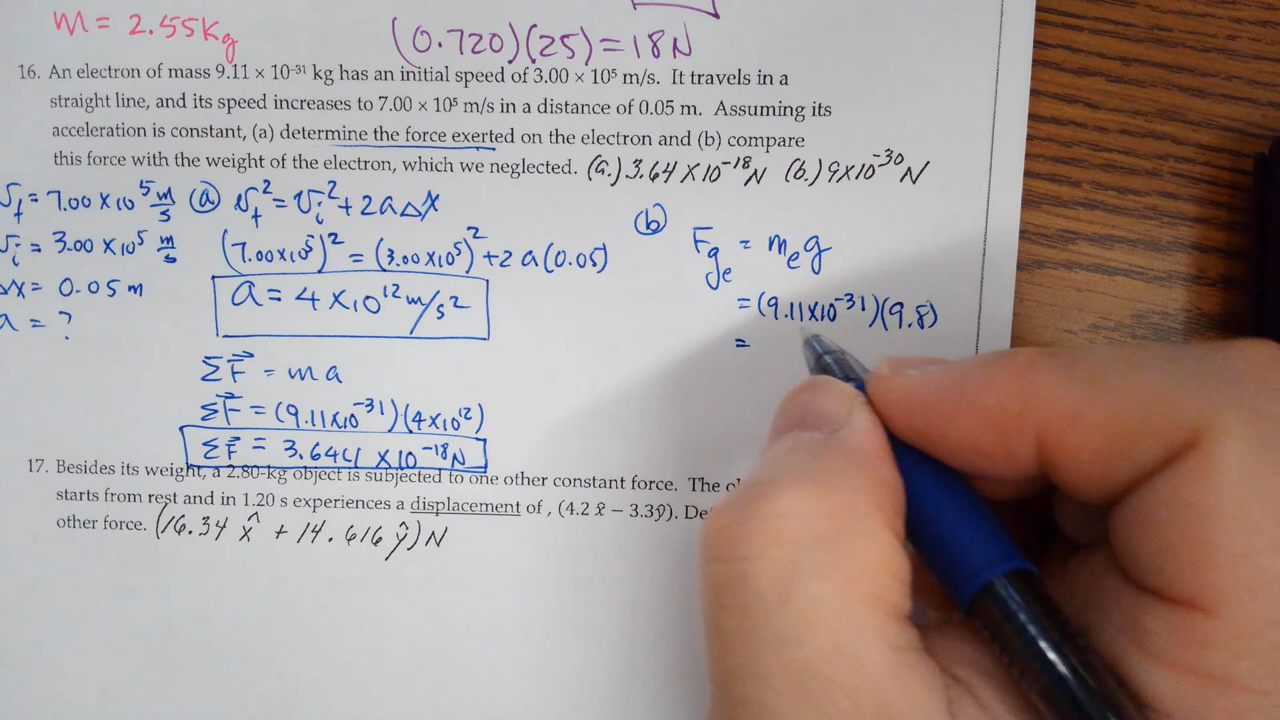 m = 2.55Kg
(0.720)(25) = 18N
16. An electron of mass 9.11 × 10⁻³¹ kg has an initial speed of 3.00 × 10⁵ m/s. It travels in a
straight line, and its speed increases to 7.00 × 10⁵ m/s in a distance of 0.05 m. Assuming its
acceleration is constant, (a) determine the force exerted on the electron and (b) compare
this force with the weight of the electron, which we neglected. (a.) 3.64 × 10⁻¹⁸ N (b.) 9×10⁻³⁰ N
v_f = 7.00 × 10⁵ m/s
v_i = 3.00 × 10⁵ m/s
Δx = 0.05 m
a = ?
(a) v_f² = v_i² + 2aΔx
(7.00×10⁵)² = (3.00×10⁵)² + 2a(0.05)
a = 4 × 10¹² m/s²
ΣF⃗ = ma
ΣF⃗ = (9.11×10⁻³¹)·(4×10¹²)
ΣF⃗ = 3.644 × 10⁻¹⁸ N
(b)
F_ge = m_e g
= (9.11×10⁻³¹)(9.8)
=
17. Besides its weight, a 2.80-kg object is subjected to one other constant force. The
starts from rest and in 1.20 s experiences a displacement of , (4.2 x̂ – 3.3ŷ).
other force. (16.34 x̂ + 14.616 ŷ) N